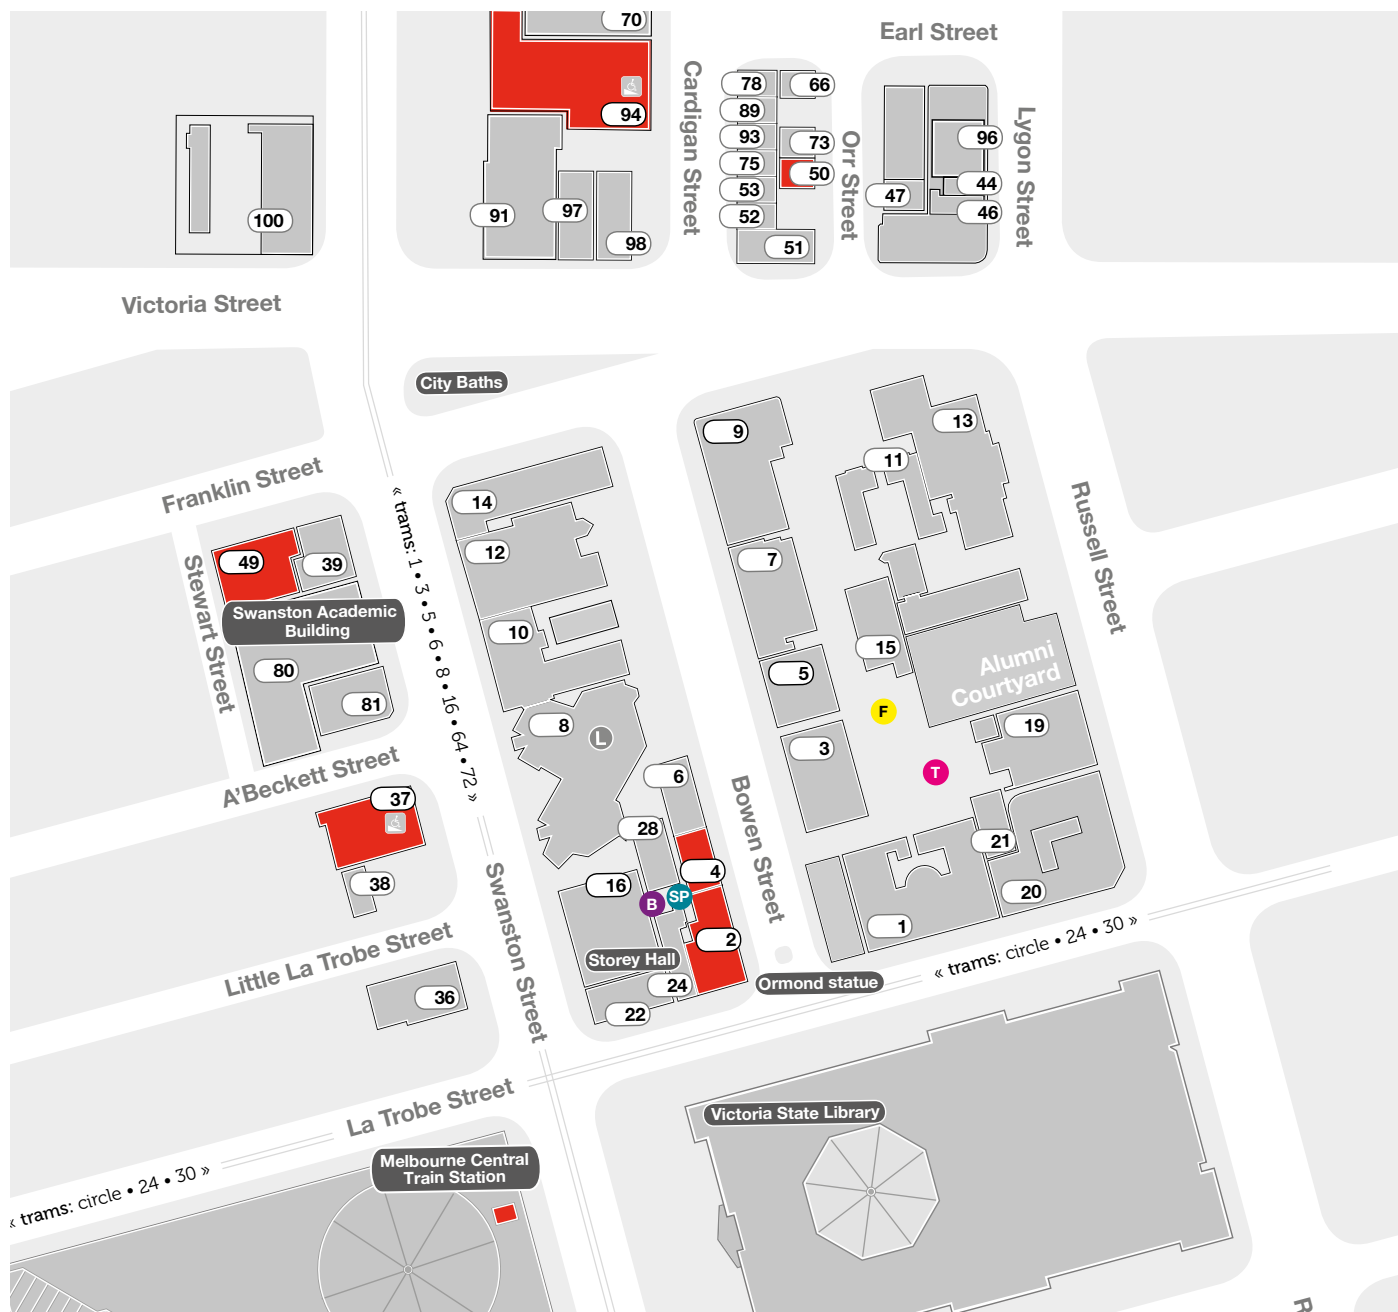 70
Earl Street
78
66
89
94
93
73
96
75
50
53
44
47
52
46
91
97
100
98
51
Cardigan Street
Orr Street
Lygon Street
Victoria Street
City Baths
9
13
11
Franklin Street
14
12
7
49
39
Stewart Street
« trams: 1 • 3 • 5 • 6 • 8 • 16 • 64 • 72 »
Russell Street
Swanston Academic
Building
10
15
80
5
Alumni
Courtyard
81
F
8
L
19
3
A'Beckett Street
6
T
37
Bowen Street
28
21
4
38
16
SP
B
20
1
2
Swanston Street
Little La Trobe Street
Storey Hall
24
Ormond statue
« trams: circle • 24 • 30 »
36
22
La Trobe Street
Victoria State Library
Melbourne Central
Train Station
« trams: circle • 24 • 30 »
R